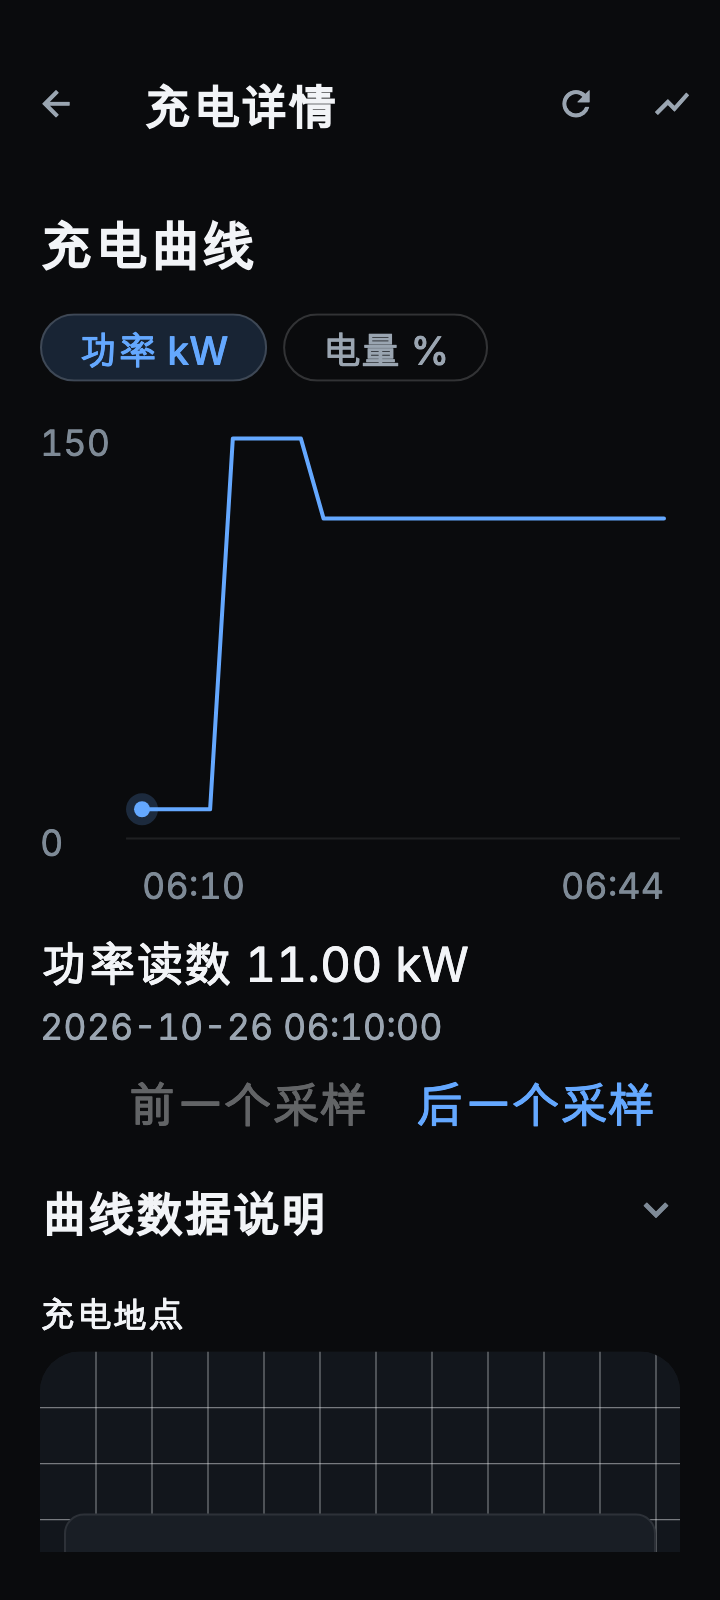 充电详情
充电曲线
功率 kW
电量 %
150
0
06:10
06:44
功率读数 11.00 kW
2026-10-26 06:10:00
前一个采样
后一个采样
曲线数据说明
充电地点